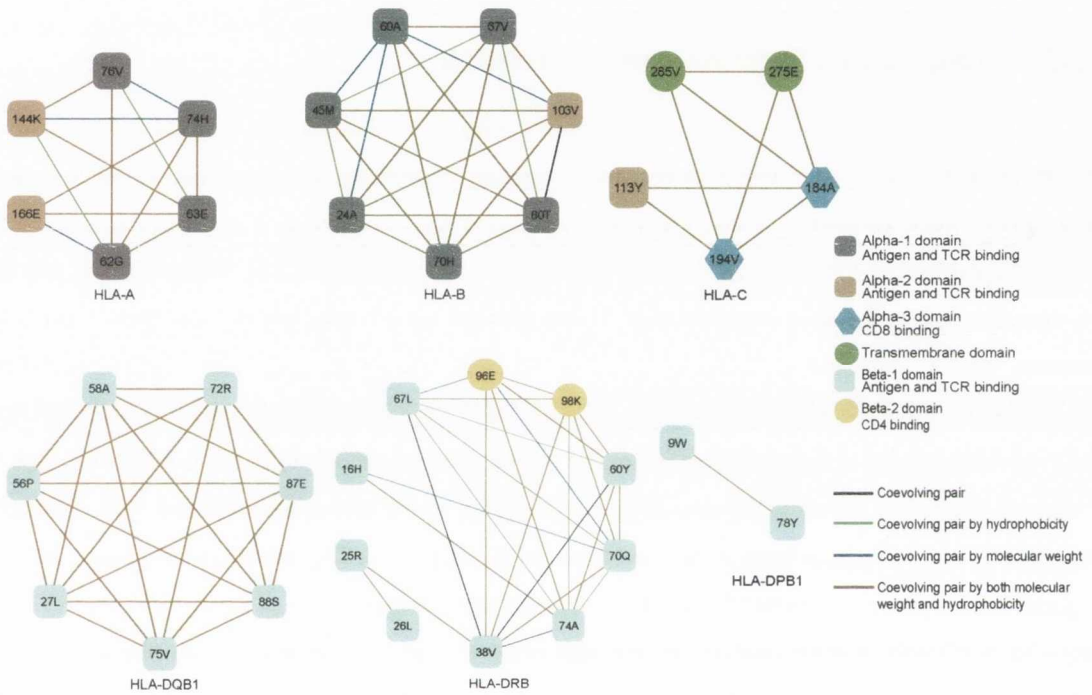 76V
144K
74H
166E
63E
62G
HLA-A
60A
67V
45M
103V
24A
60T
70H
HLA-B
285V
275E
113Y
184A
194V
HLA-C
Alpha-1 domain
Antigen and TCR binding
Alpha-2 domain
Antigen and TCR binding
Alpha-3 domain
CD8 binding
Transmembrane domain
Beta-1 domain
Antigen and TCR binding
Beta-2 domain
CD4 binding
58A
72R
56P
87E
27L
88S
75V
HLA-DQB1
96E
67L
98K
16H
60Y
25R
70Q
26L
74A
38V
HLA-DRB
9W
78Y
HLA-DPB1
Coevolving pair
Coevolving pair by hydrophobicity
Coevolving pair by molecular weight
Coevolving pair by both molecular
weight and hydrophobicity